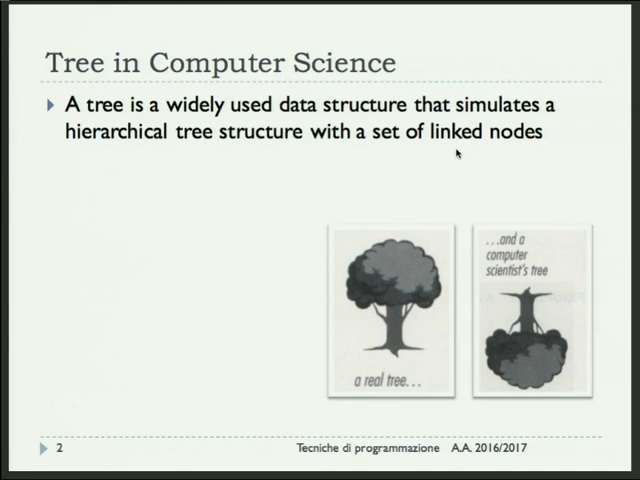 Tree in Computer Science
A tree is a widely used data structure that simulates a
hierarchical tree structure with a set of linked nodes
...and a
computer
scientist's tree
a real tree...
2
Tecniche di programmazione A.A. 2016/2017